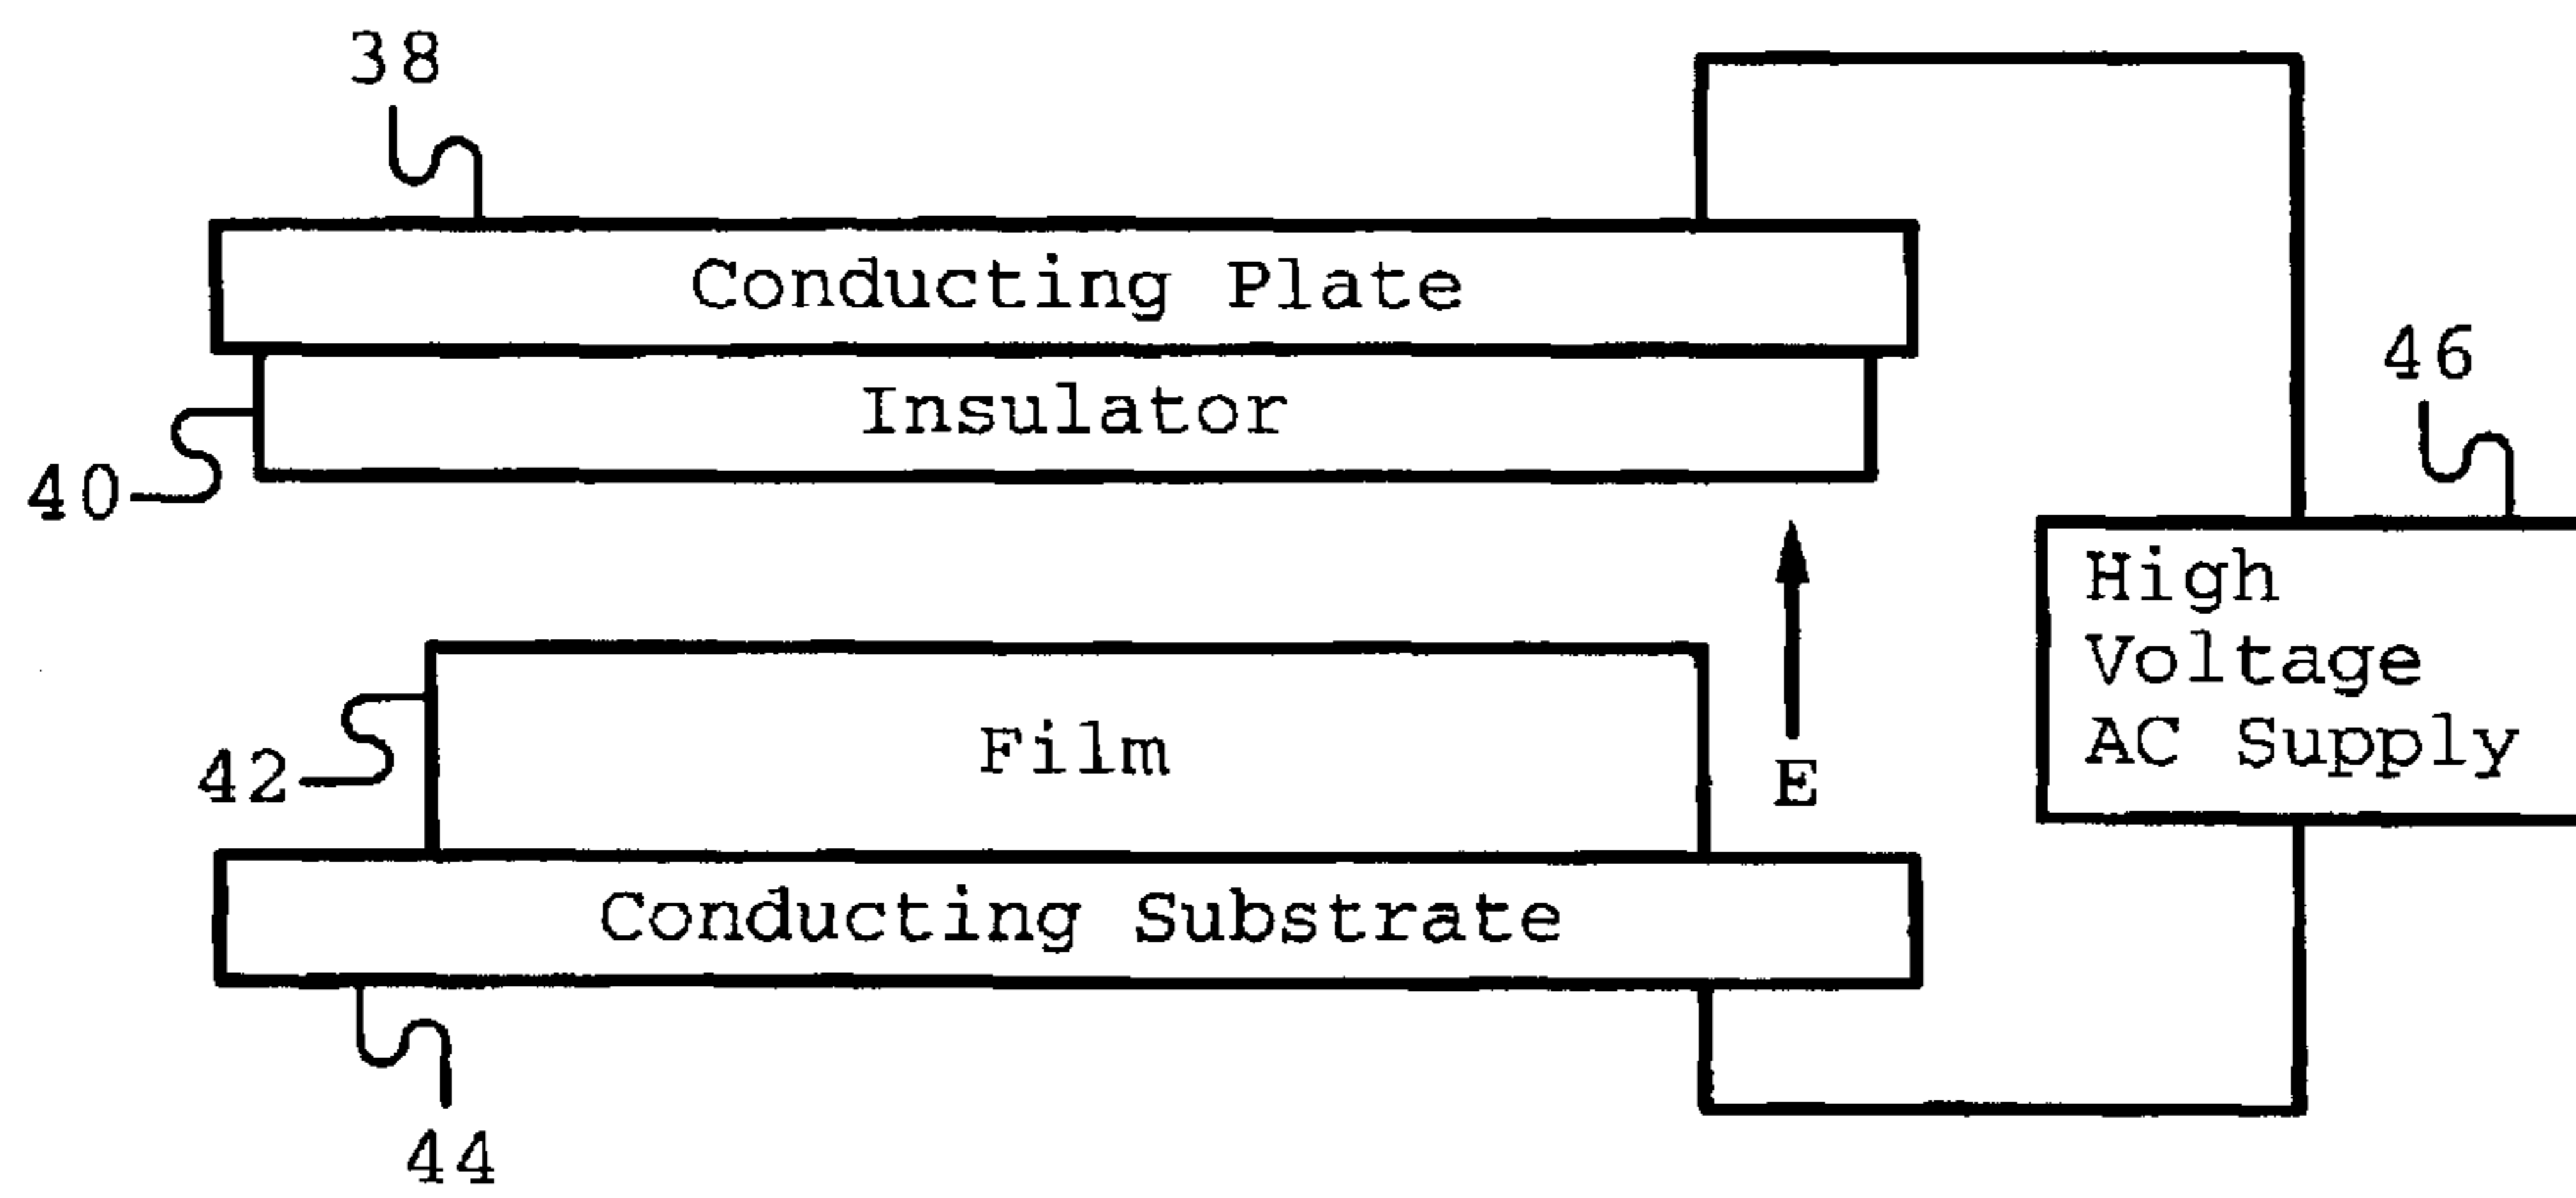 38
Conducting Plate
Insulator
40
46
High
Voltage
AC Supply
E
Film
42
Conducting Substrate
44